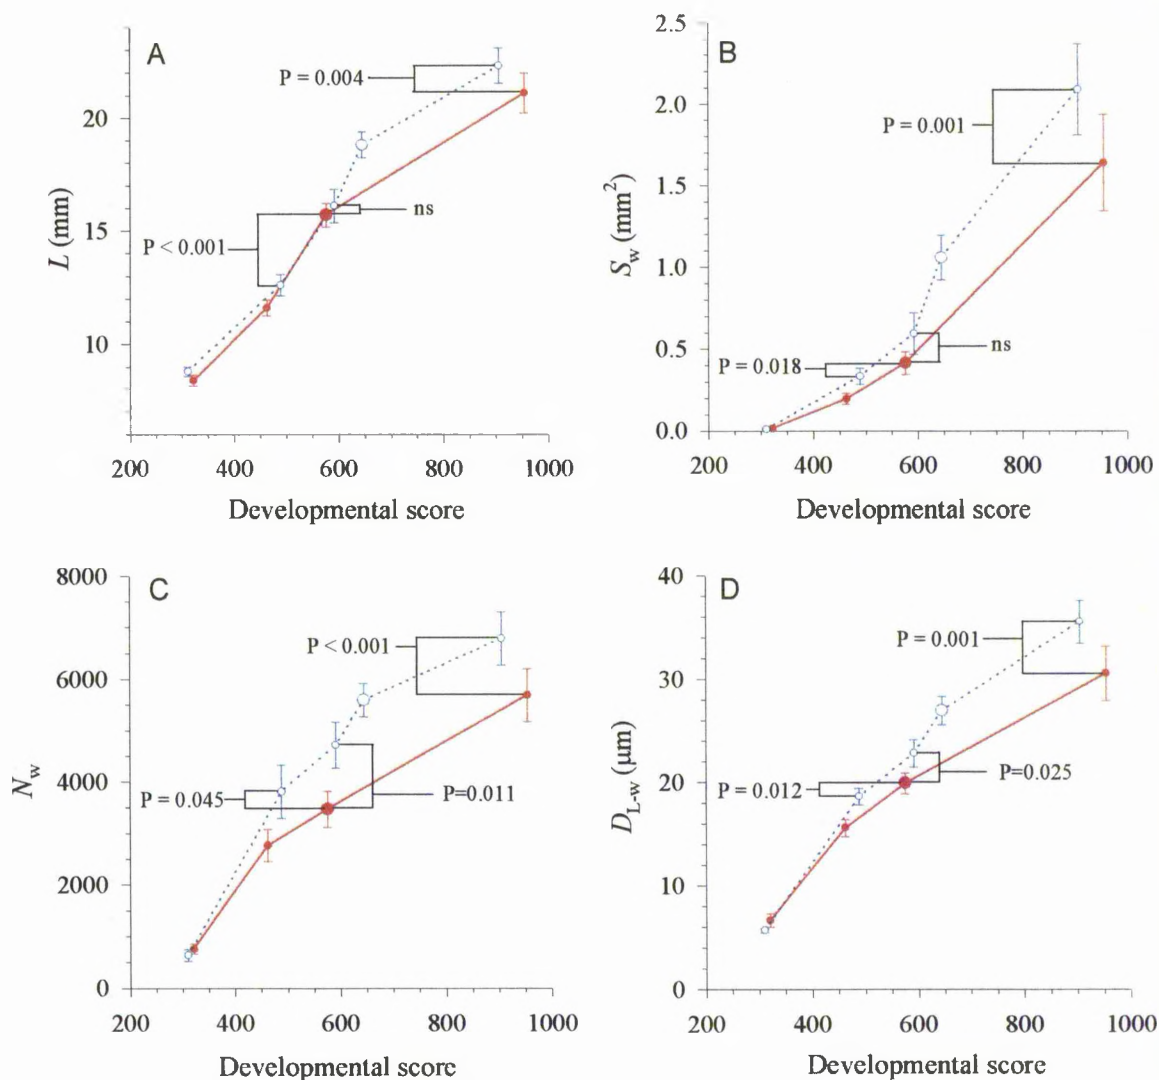 A
P = 0.004
20
L (mm)
15
10
P < 0.001
ns
200 400 600 800 1000
Developmental score
B
2.5
2.0
1.5
1.0
0.5
0.0
S_w (mm²)
P = 0.001
P = 0.018
ns
200 400 600 800 1000
Developmental score
C
8000
6000
4000
2000
0
N_w
P < 0.001
P = 0.045
P=0.011
200 400 600 800 1000
Developmental score
D
40
30
20
10
0
D_L-w (μm)
P = 0.001
P = 0.012
P=0.025
200 400 600 800 1000
Developmental score